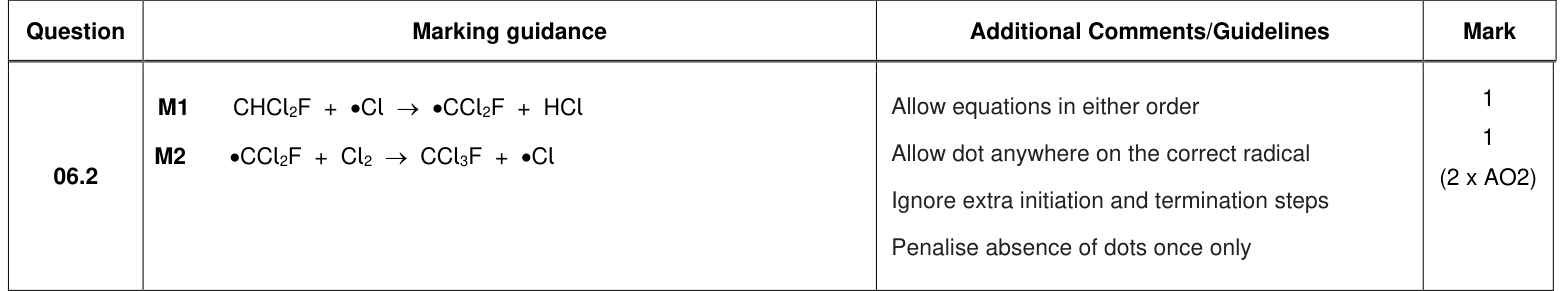 Question Marking guidance Additional Comments/Guidelines Mark
06.2
M1 CHCl₂F + •Cl → •CCl₂F + HCl
M2 •CCl₂F + Cl₂ → CCl₃F + •Cl
Allow equations in either order
Allow dot anywhere on the correct radical
Ignore extra initiation and termination steps
Penalise absence of dots once only
1
1
(2 x AO2)